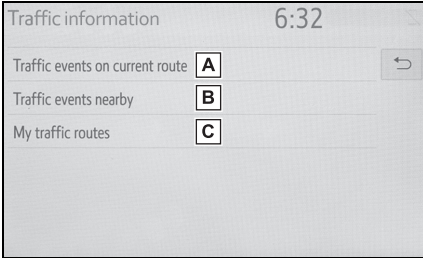 Traffic information 6:32
Traffic events on current route A
Traffic events nearby B
My traffic routes C